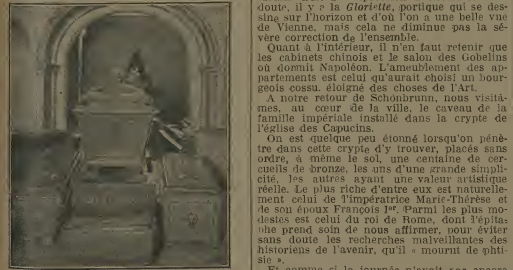 doute, il y a la Gloriette, portique qui se des-
sine sur l'horizon et d'où l'on a une belle vue
de Vienne, mais cela ne diminue pas la sé-
vère correction de l'ensemble.
Quant à l'intérieur, il n'en faut retenir que
les cabinets chinois et le salon des Gobelins
où dormit Napoléon. L'ameublement des ap-
partements est celui qu'aurait choisi un bour-
geois cossu, éloigné des choses de l'Art.
A notre retour de Schonbrunn, nous visitâ-
mes, au cœur de la ville, le caveau de la
famille impériale installé dans la crypte de
l'église des Capucins.
On est quelque peu étonné lorsqu'on pénè-
tre dans cette crypte d'y trouver, placés sans
ordre, à même le sol, une centaine de cer-
cueils de bronze, les uns d'une grande simpli-
cité, les autres ayant une valeur artistique
réelle. Le plus riche d'entre eux est naturelle-
ment celui de l'impératrice Marie-Thérèse et
de son époux François Ier. Parmi les plus mo-
destes est celui du roi de Rome, dont l'épita-
phe prend soin de nous affirmer, pour éviter
sans doute les recherches malveillantes des
historiens de l'avenir, qu'il « mourut de phti-
sie ».